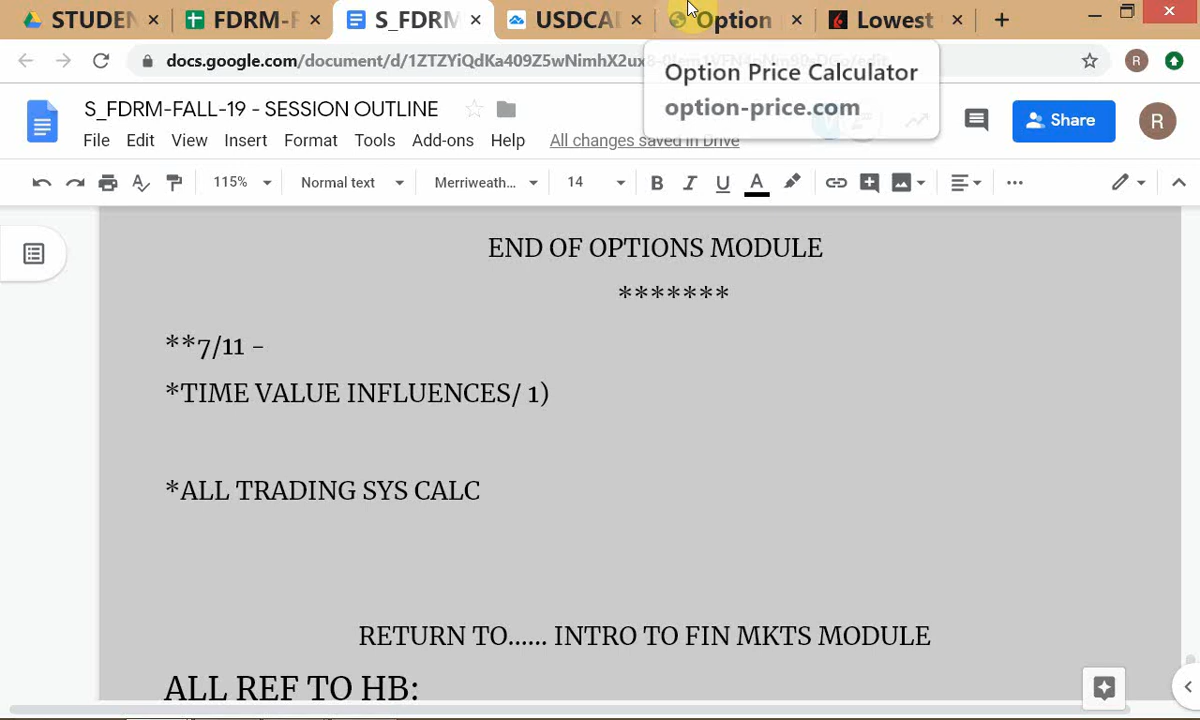 STUDEN
FDRM-F
S_FDRM
USDCAD
Option
Lowest
docs.google.com/document/d/1ZTZYiQdKa409Z5wNimhX2ux8
Option Price Calculator
option-price.com
R
S_FDRM-FALL-19 - SESSION OUTLINE
Share
R
File Edit View Insert Format Tools Add-ons Help All changes saved in Drive
115% Normal text Merriweath... 14 B I U A
END OF OPTIONS MODULE
*******
**7/11 -
*TIME VALUE INFLUENCES/ 1)
*ALL TRADING SYS CALC
RETURN TO...... INTRO TO FIN MKTS MODULE
ALL REF TO HB: